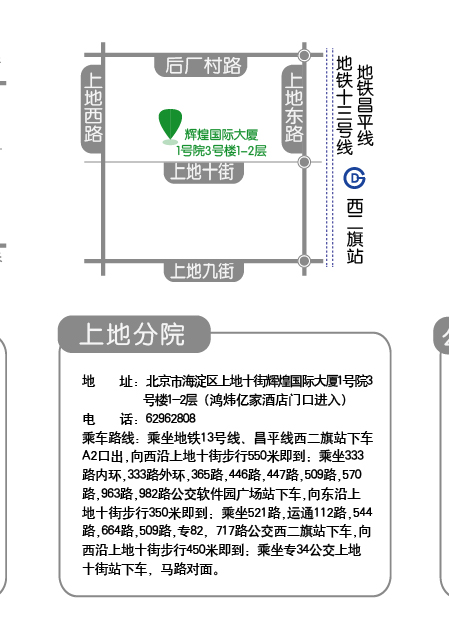 后厂村路
上地西路
上地东路
地铁十三号线
地铁昌平线
辉煌国际大厦
1号院3号楼1-2层
上地十街
西二旗站
上地九街
上地分院
地 址：北京市海淀区上地十街辉煌国际大厦1号院3
号楼1-2层（鸿炜亿家酒店门口进入）
电 话：62962808
乘车路线：乘坐地铁13号线、昌平线西二旗站下车
A2口出,向西沿上地十街步行550米即到；乘坐333
路内环,333路外环,365路,446路,447路,509路,570
路,963路,982路公交软件园广场站下车,向东沿上
地十街步行350米即到；乘坐521路,运通112路,544
路,664路,509路,专82，717路公交西二旗站下车,向
西沿上地十街步行450米即到；乘坐专34公交上地
十街站下车，马路对面。